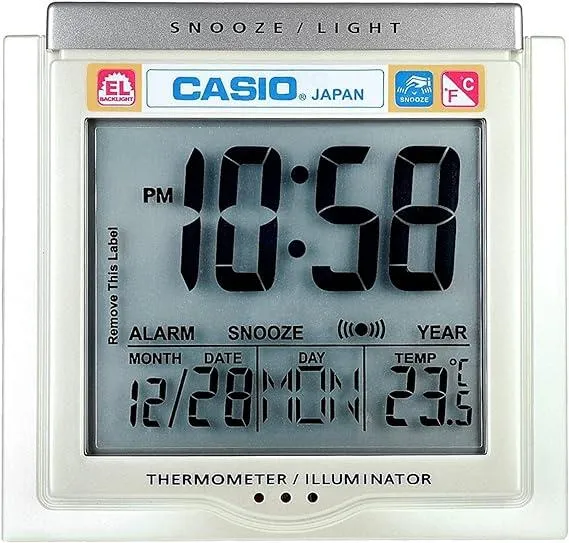 SNOOZE / LIGHT
EL
BACKLIGHT
CASIO® JAPAN
SNOOZE
°C
°F
PM 10:58
Remove This Label
ALARM SNOOZE YEAR
MONTH DATE DAY TEMP
12/28 MON 23.5 °C
THERMOMETER / ILLUMINATOR